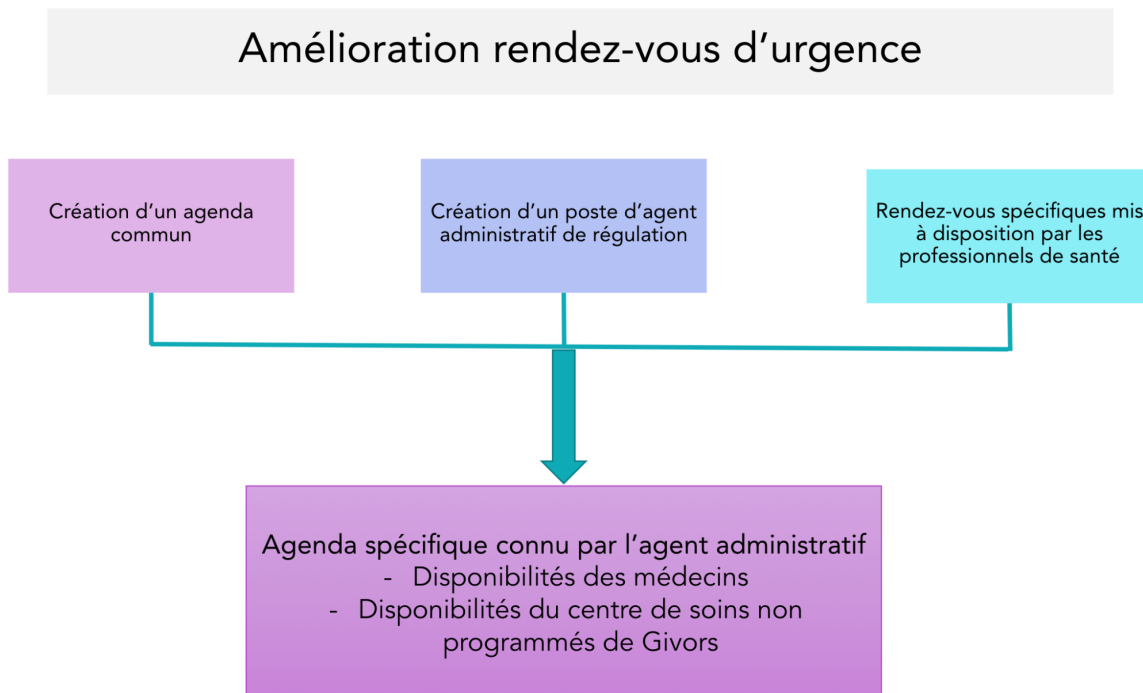 Amélioration rendez-vous d’urgence
Création d’un agenda
commun
Création d’un poste d’agent
administratif de régulation
Rendez-vous spécifiques mis
à disposition par les
professionnels de santé
Agenda spécifique connu par l’agent administratif
- Disponibilités des médecins
- Disponibilités du centre de soins non
programmés de Givors